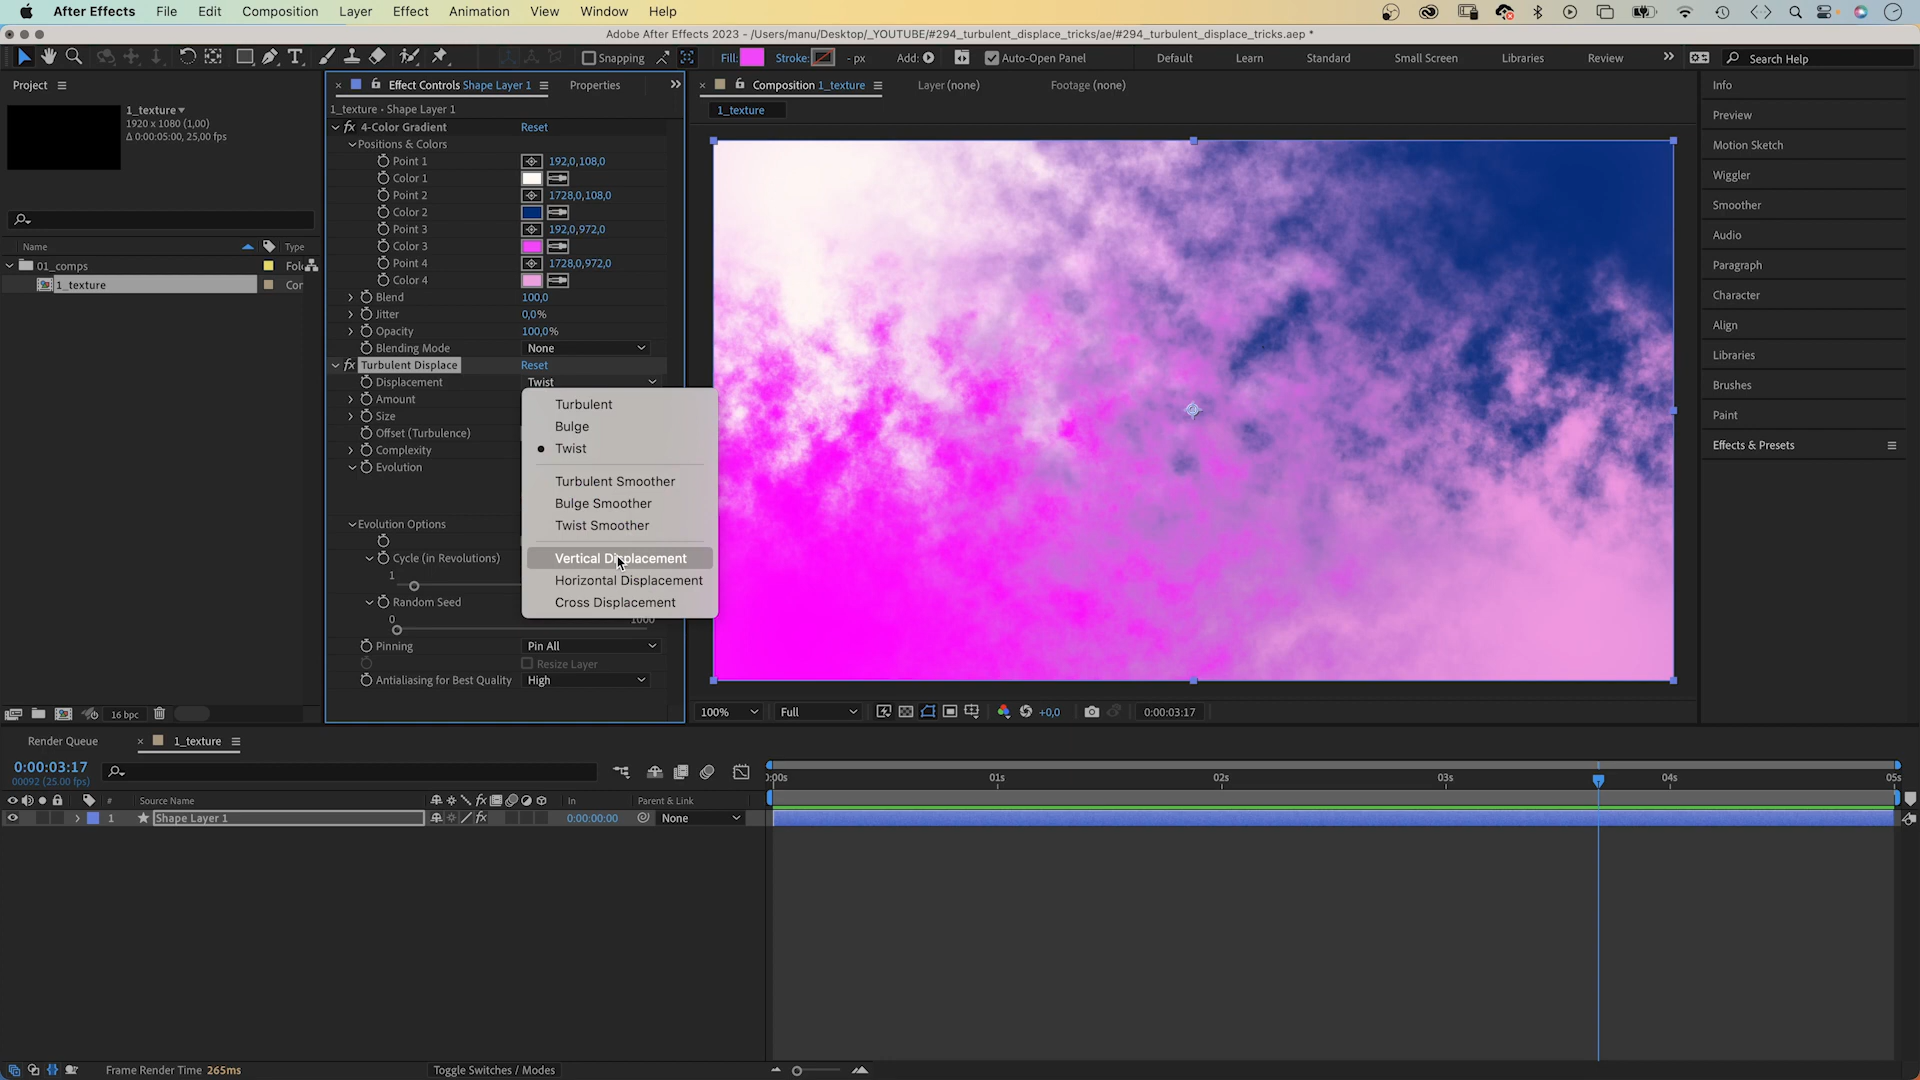 After Effects File Edit Composition Layer Effect Animation View Window Help
Adobe After Effects 2023 - /Users/manu/Desktop/_YOUTUBE/#294_turbulent_displace_tricks/ae/#294_turbulent_displace_tricks.aep *
Snapping Fill: Stroke: - px Add: Auto-Open Panel Default Learn Standard Small Screen Libraries Review Search Help
Project
1_texture
1920 x 1080 (1,00)
Δ 0:00:05:00, 25,00 fps
Name Type
01_comps Fol
1_texture Cor
16 bpc
Effect Controls Shape Layer 1 Properties
1_texture • Shape Layer 1
fx 4-Color Gradient Reset
Positions & Colors
Point 1 192,0,108,0
Color 1
Point 2 1728,0,108,0
Color 2
Point 3 192,0,972,0
Color 3
Point 4 1728,0,972,0
Color 4
Blend 100,0
Jitter 0,0%
Opacity 100,0%
Blending Mode None
fx Turbulent Displace Reset
Displacement Twist
Amount
Size
Offset (Turbulence)
Complexity
Evolution
Evolution Options
Cycle (in Revolutions)
1
Random Seed
0 1000
Pinning Pin All
Resize Layer
Antialiasing for Best Quality High
Turbulent
Bulge
Twist
Turbulent Smoother
Bulge Smoother
Twist Smoother
Vertical Displacement
Horizontal Displacement
Cross Displacement
Composition 1_texture Layer (none) Footage (none)
1_texture
100% Full +0,0 0:00:03:17
Info
Preview
Motion Sketch
Wiggler
Smoother
Audio
Paragraph
Character
Align
Libraries
Brushes
Paint
Effects & Presets
Render Queue 1_texture
0:00:03:17
00092 (25.00 fps)
# Source Name fx In Parent & Link
1 Shape Layer 1 fx 0:00:00:00 None
):00s 01s 02s 03s 04s 05s
Frame Render Time 265ms Toggle Switches / Modes